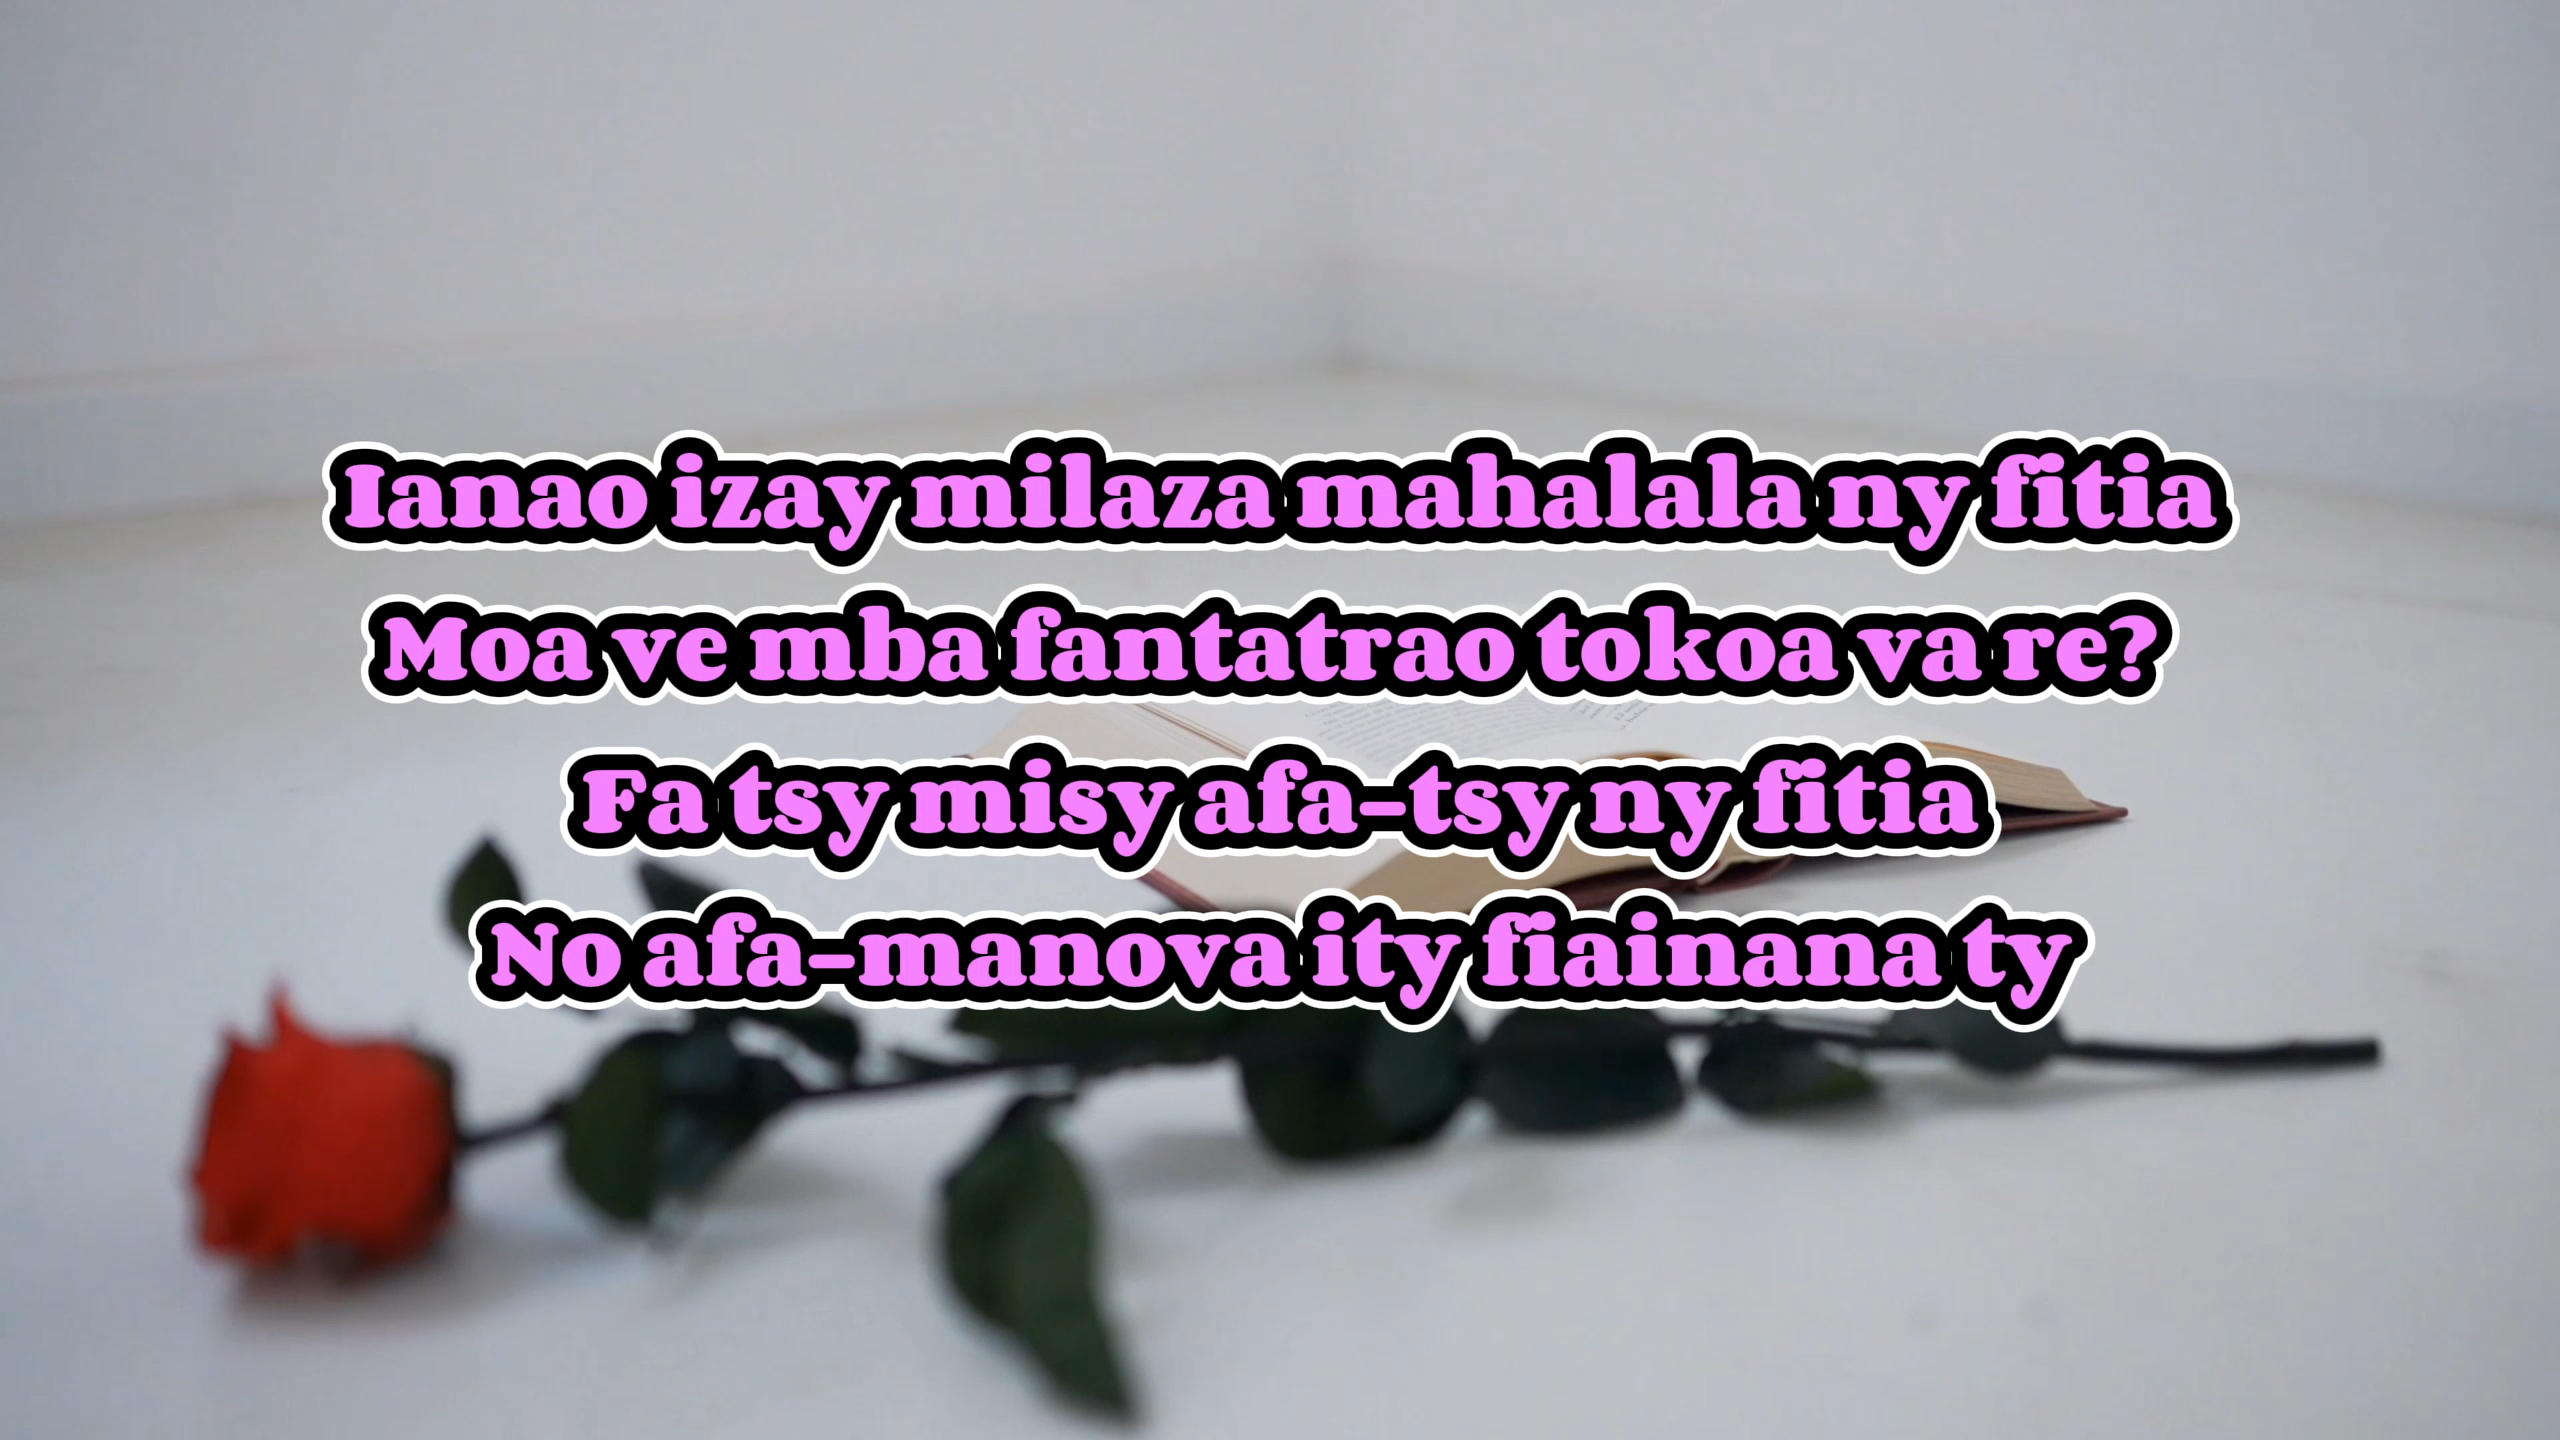 Ianao izay milaza mahalala ny fitia
Moa ve mba fantatrao tokoa va re?
Fa tsy misy afa-tsy ny fitia
No afa-manova ity fiainana ty